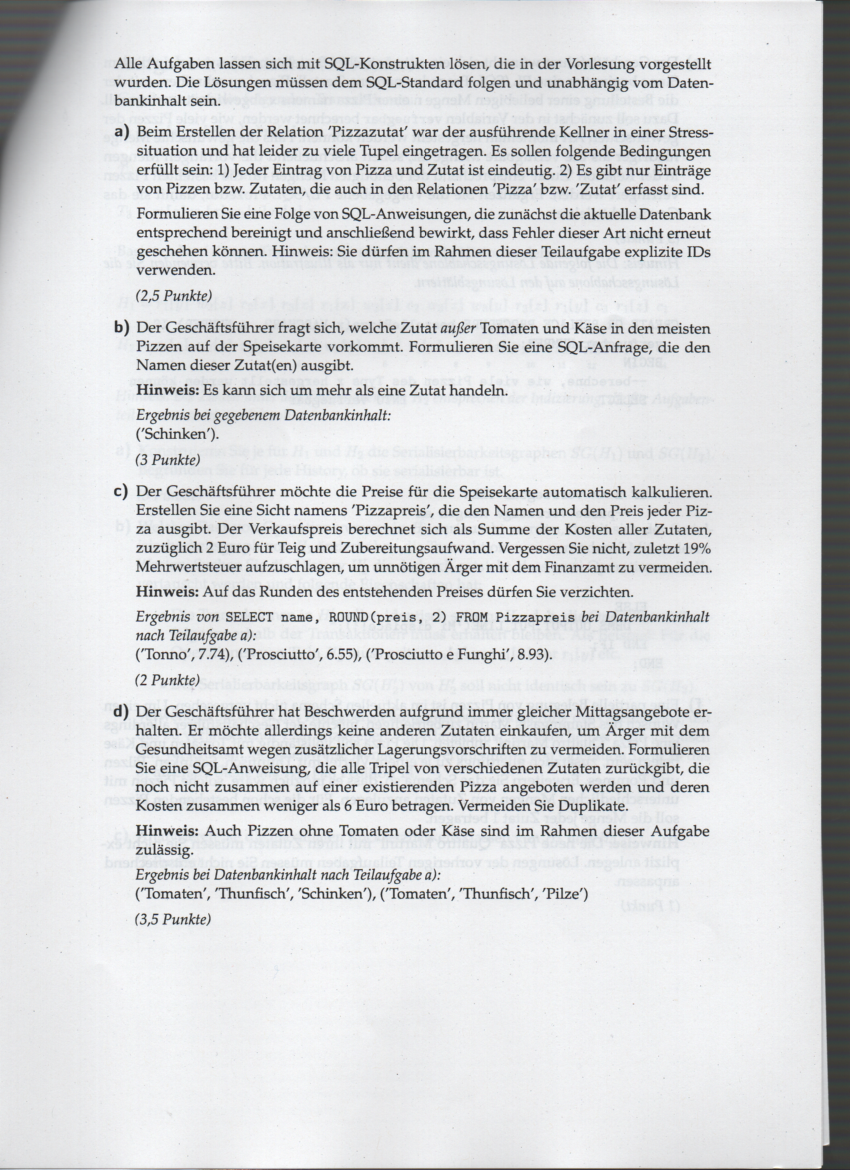 Alle Aufgaben lassen sich mit SQL-Konstrukten lösen, die in der Vorlesung vorgestellt
wurden. Die Lösungen müssen dem SQL-Standard folgen und unabhängig vom Daten-
bankinhalt sein.
a) Beim Erstellen der Relation 'Pizzazutat' war der ausführende Kellner in einer Stress-
situation und hat leider zu viele Tupel eingetragen. Es sollen folgende Bedingungen
erfüllt sein: 1) Jeder Eintrag von Pizza und Zutat ist eindeutig. 2) Es gibt nur Einträge
von Pizzen bzw. Zutaten, die auch in den Relationen 'Pizza' bzw. 'Zutat' erfasst sind.
Formulieren Sie eine Folge von SQL-Anweisungen, die zunächst die aktuelle Datenbank
entsprechend bereinigt und anschließend bewirkt, dass Fehler dieser Art nicht erneut
geschehen können. Hinweis: Sie dürfen im Rahmen dieser Teilaufgabe explizite IDs
verwenden.
(2,5 Punkte)
b) Der Geschäftsführer fragt sich, welche Zutat außer Tomaten und Käse in den meisten
Pizzen auf der Speisekarte vorkommt. Formulieren Sie eine SQL-Anfrage, die den
Namen dieser Zutat(en) ausgibt.
Hinweis: Es kann sich um mehr als eine Zutat handeln.
Ergebnis bei gegebenem Datenbankinhalt:
('Schinken').
(3 Punkte)
c) Der Geschäftsführer möchte die Preise für die Speisekarte automatisch kalkulieren.
Erstellen Sie eine Sicht namens 'Pizzapreis', die den Namen und den Preis jeder Piz-
za ausgibt. Der Verkaufspreis berechnet sich als Summe der Kosten aller Zutaten,
zuzüglich 2 Euro für Teig und Zubereitungsaufwand. Vergessen Sie nicht, zuletzt 19%
Mehrwertsteuer aufzuschlagen, um unnötigen Ärger mit dem Finanzamt zu vermeiden.
Hinweis: Auf das Runden des entstehenden Preises dürfen Sie verzichten.
Ergebnis von SELECT name, ROUND(preis, 2) FROM Pizzapreis bei Datenbankinhalt
nach Teilaufgabe a):
('Tonno', 7.74), ('Prosciutto', 6.55), ('Prosciutto e Funghi', 8.93).
(2 Punkte)
d) Der Geschäftsführer hat Beschwerden aufgrund immer gleicher Mittagsangebote er-
halten. Er möchte allerdings keine anderen Zutaten einkaufen, um Ärger mit dem
Gesundheitsamt wegen zusätzlicher Lagerungsvorschriften zu vermeiden. Formulieren
Sie eine SQL-Anweisung, die alle Tripel von verschiedenen Zutaten zurückgibt, die
noch nicht zusammen auf einer existierenden Pizza angeboten werden und deren
Kosten zusammen weniger als 6 Euro betragen. Vermeiden Sie Duplikate.
Hinweis: Auch Pizzen ohne Tomaten oder Käse sind im Rahmen dieser Aufgabe
zulässig.
Ergebnis bei Datenbankinhalt nach Teilaufgabe a):
('Tomaten', 'Thunfisch', 'Schinken'), ('Tomaten', 'Thunfisch', 'Pilze')
(3,5 Punkte)